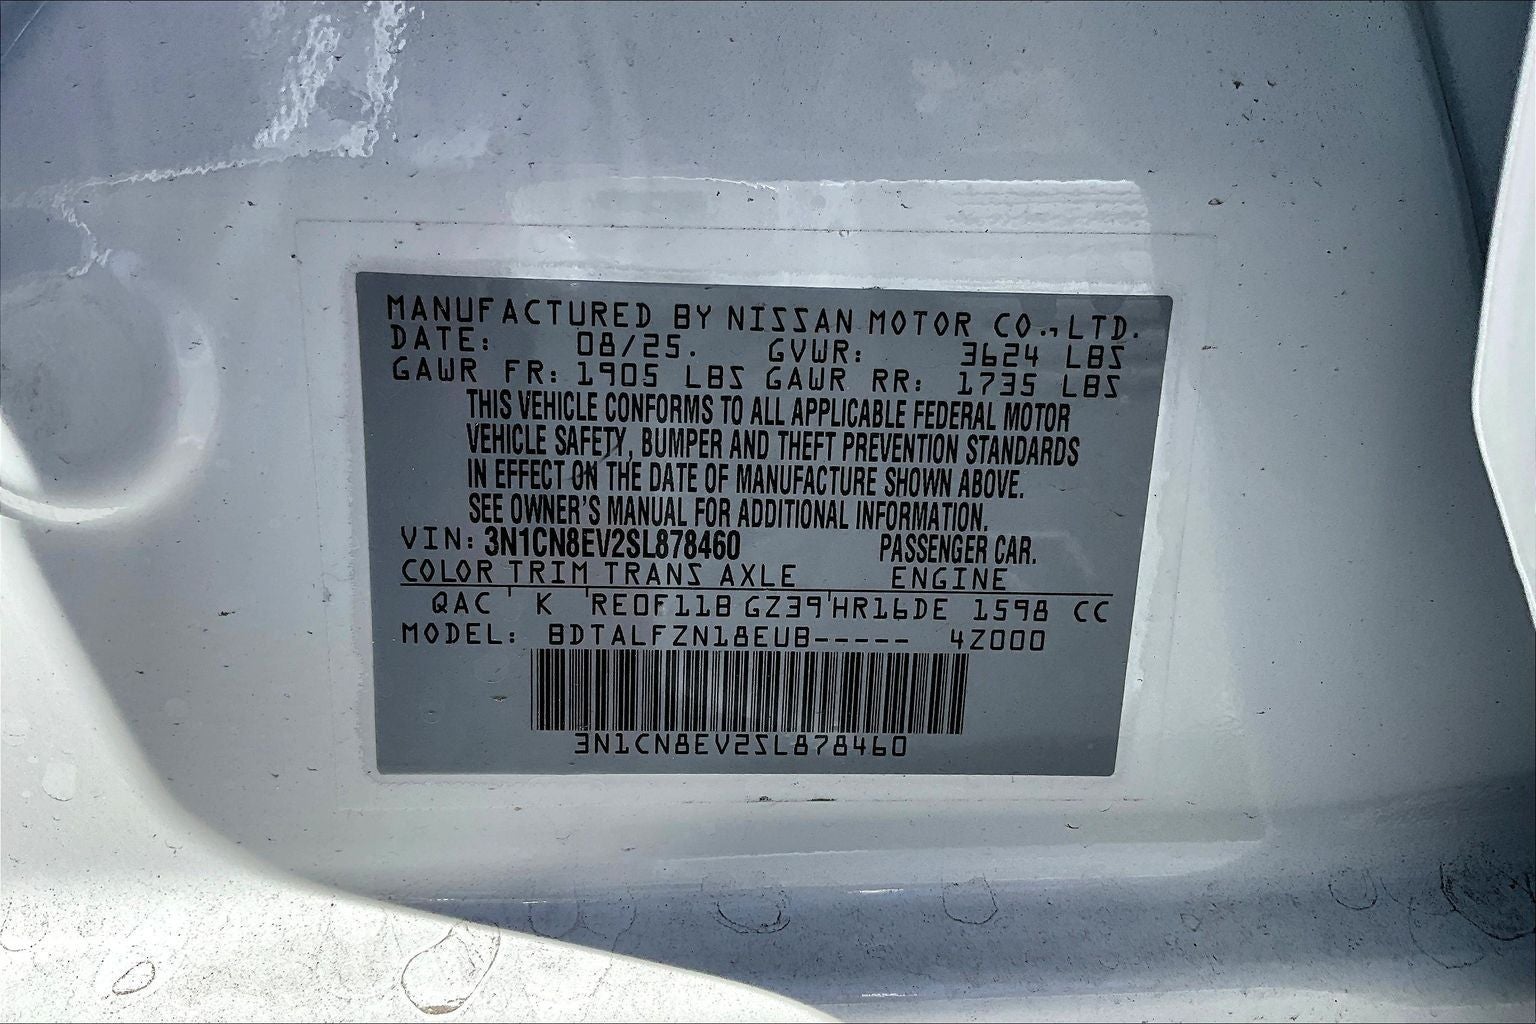 MANUFACTURED BY NISSAN MOTOR CO., LTD.
DATE: 08/25. GVWR: 3624 LBS
GAWR FR: 1905 LBS GAWR RR: 1735 LBS
THIS VEHICLE CONFORMS TO ALL APPLICABLE FEDERAL MOTOR
VEHICLE SAFETY, BUMPER AND THEFT PREVENTION STANDARDS
IN EFFECT ON THE DATE OF MANUFACTURE SHOWN ABOVE.
SEE OWNER'S MANUAL FOR ADDITIONAL INFORMATION.
VIN: 3N1CN8EV2SL878460 PASSENGER CAR.
COLOR TRIM TRANS AXLE ENGINE
QAC ' K 'RE0F11B GZ39'HR16DE 1598 CC
MODEL: BDTALFZN18EUB----- 4Z000
3N1CN8EV2SL878460